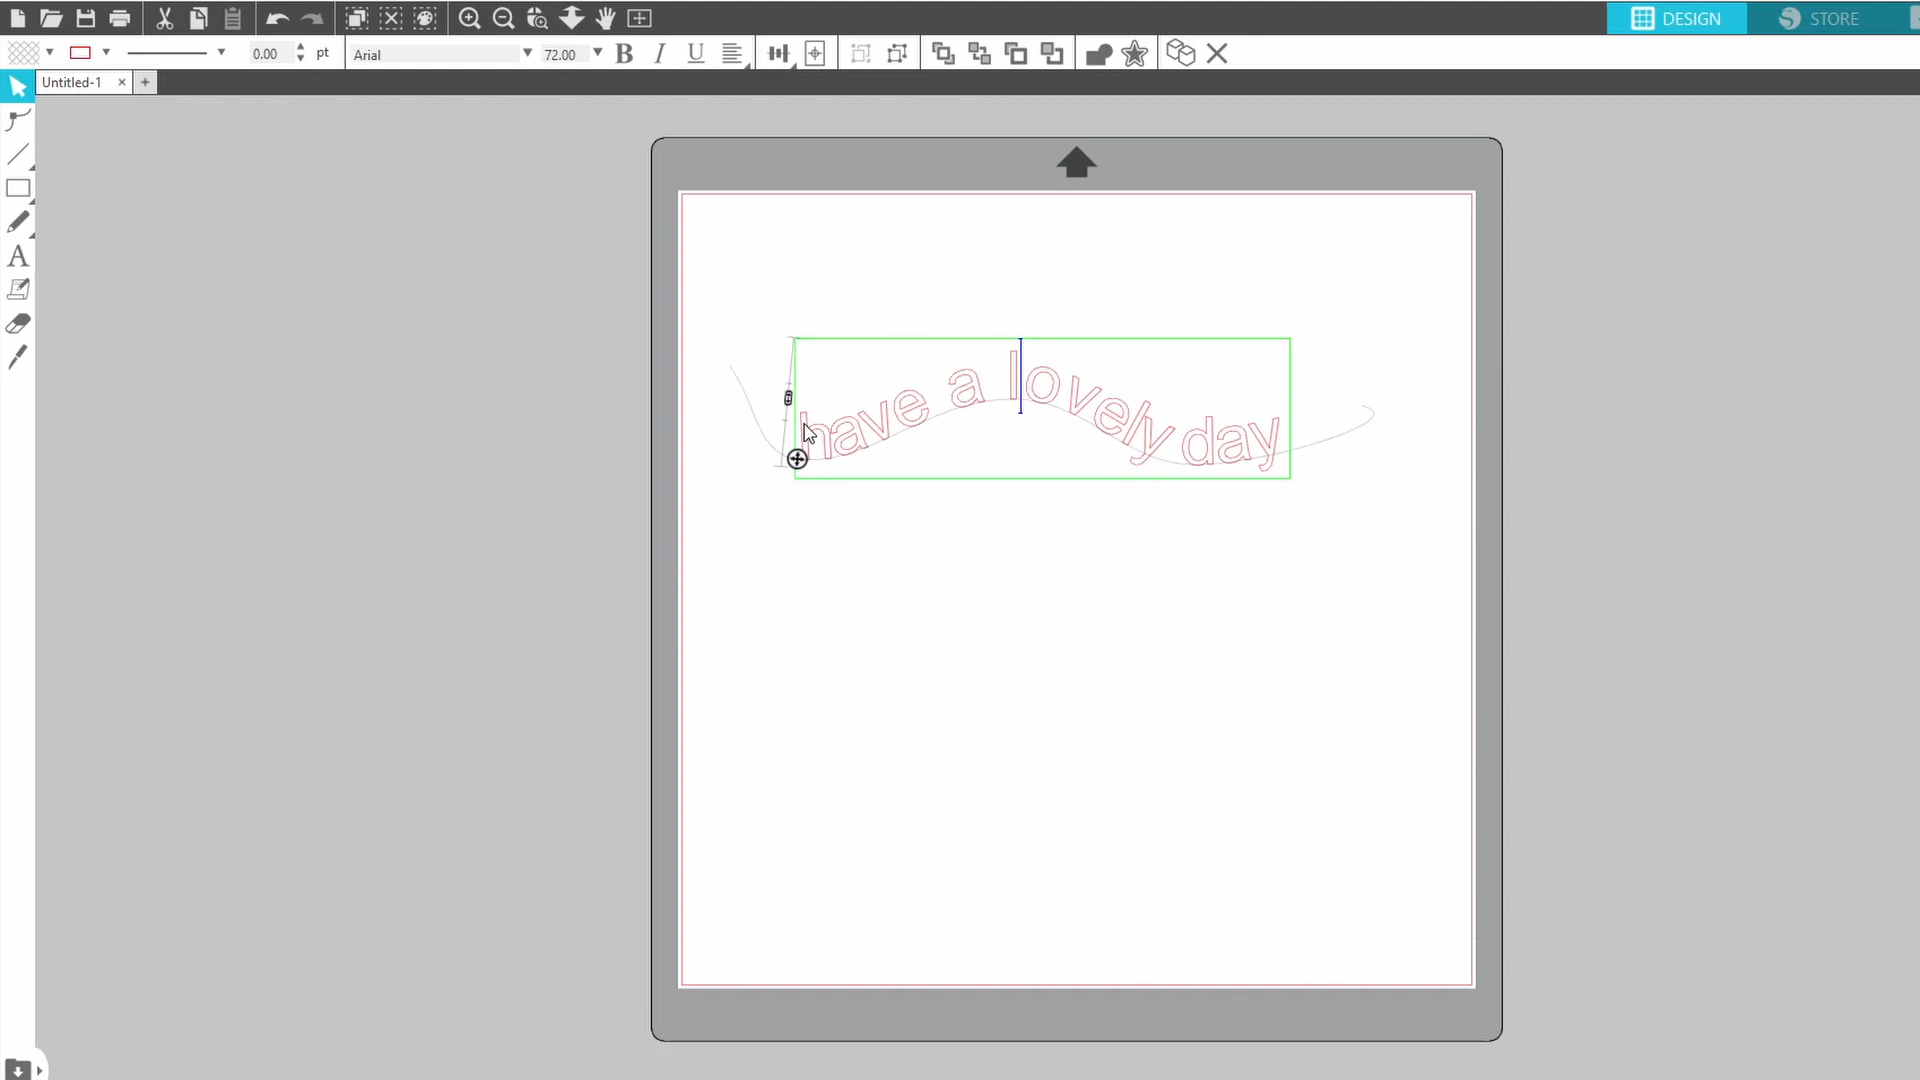 DESIGN
STORE
0.00
pt
Arial
72.00
B
I
U
Untitled-1
A
have a lovely day